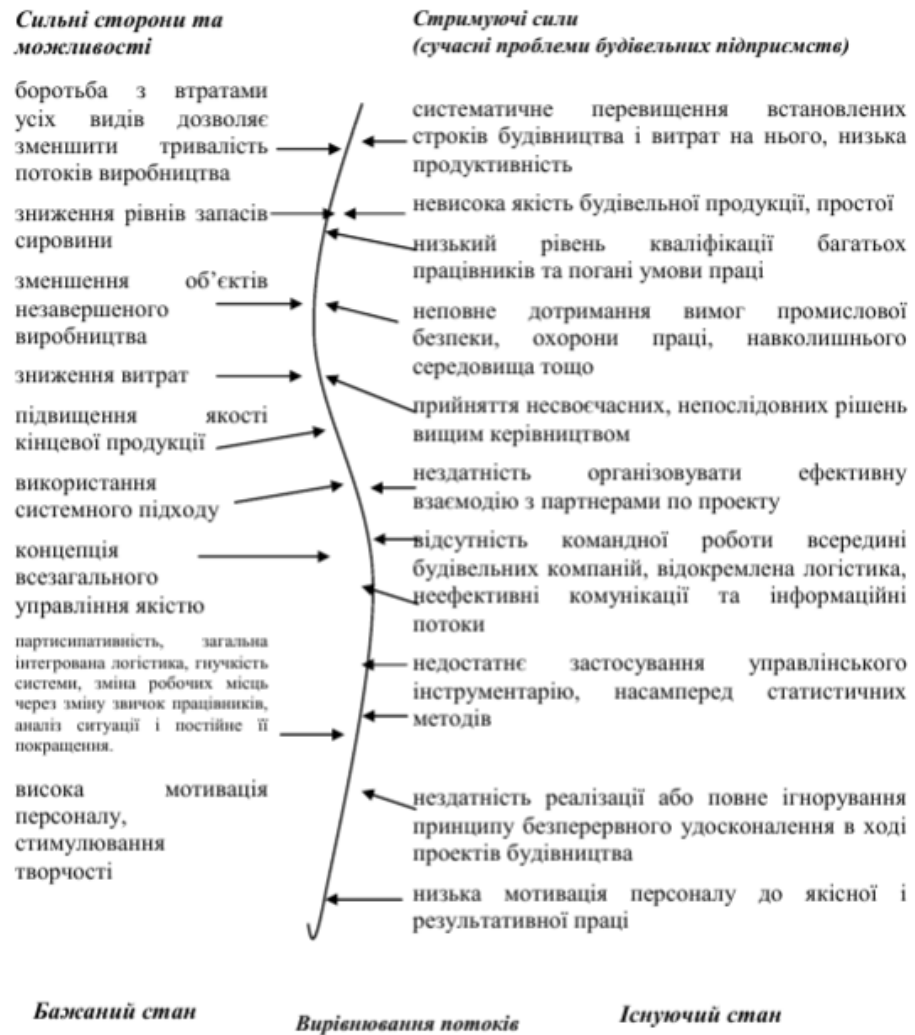 Сильні сторони та
можливості
боротьба з втратами
усіх видів дозволяє
зменшити тривалість
потоків виробництва
зниження рівнів запасів
сировини
зменшення об’єктів
незавершеного
виробництва
зниження витрат
підвищення якості
кінцевої продукції
використання
системного підходу
концепція
всезагального
управління якістю
партисипативність, загальна
інтегрована логістика, гнучкість
системи, зміна робочих місць
через зміну звичок працівників,
аналіз ситуації і постійне її
покращення.
висока мотивація
персоналу,
стимулювання
творчості
Стримуючі сили
(сучасні проблеми будівельних підприємств)
систематичне перевищення встановлених
строків будівництва і витрат на нього, низька
продуктивність
невисока якість будівельної продукції, простої
низький рівень кваліфікації багатьох
працівників та погані умови праці
неповне дотримання вимог промислової
безпеки, охорони праці, навколишнього
середовища тощо
прийняття несвоєчасних, непослідовних рішень
вищим керівництвом
нездатність організовувати ефективну
взаємодію з партнерами по проекту
відсутність командної роботи всередині
будівельних компаній, відокремлена логістика,
неефективні комунікації та інформаційні
потоки
недостатнє застосування управлінського
інструментарію, насамперед статистичних
методів
нездатність реалізації або повне ігнорування
принципу безперервного удосконалення в ході
проектів будівництва
низька мотивація персоналу до якісної і
результативної праці
Бажаний стан
Вирівнювання потоків
Існуючий стан